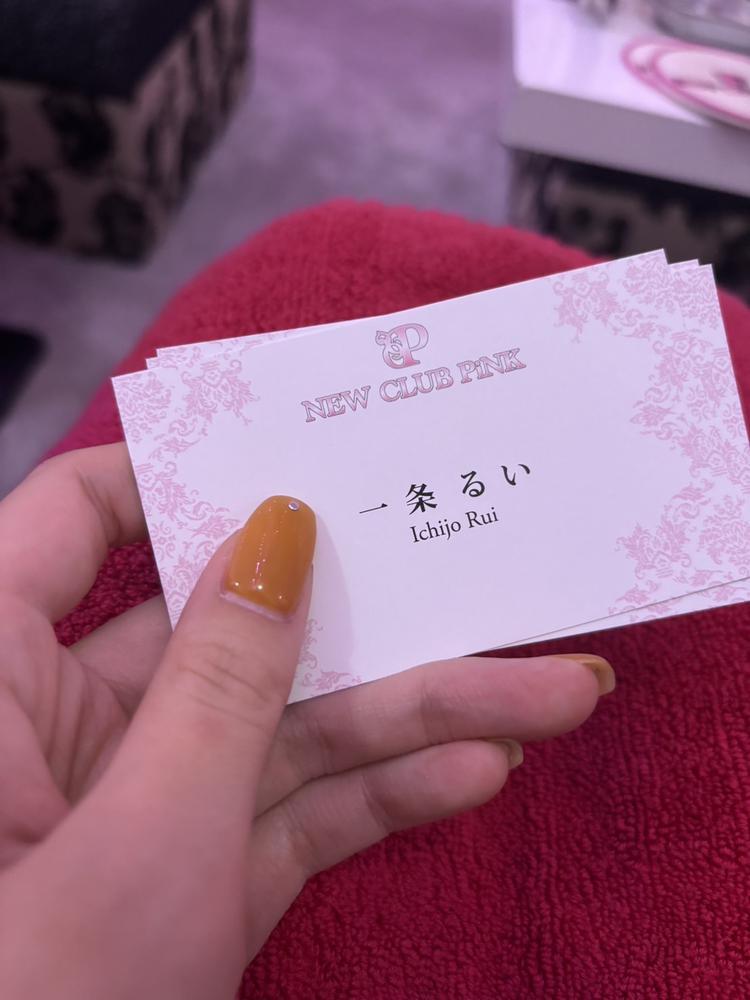 P
NEW CLUB PiNK
一条 るい
Ichijo Rui